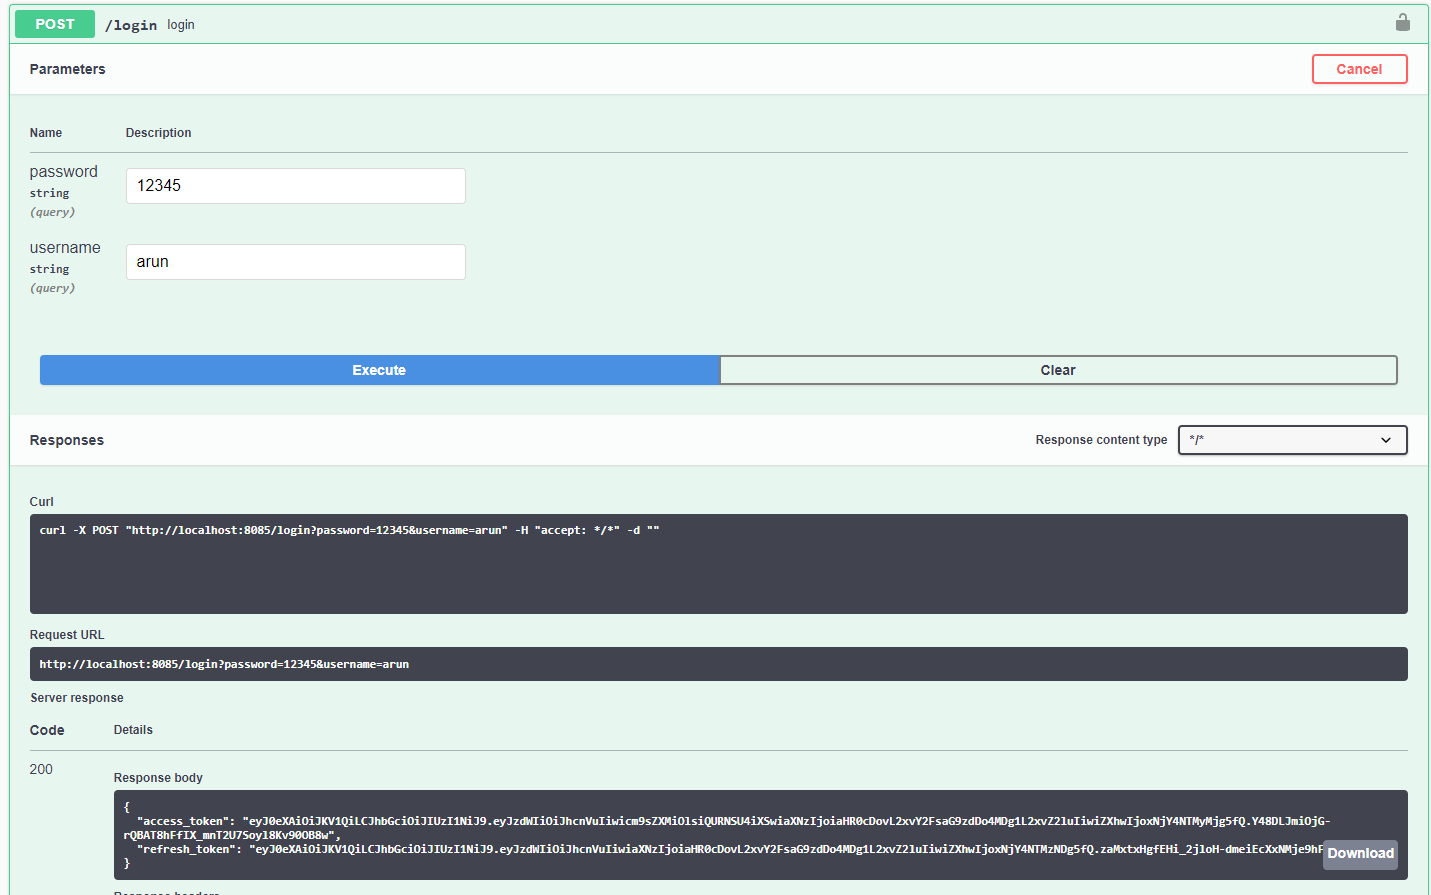 POST /login login
Parameters
Cancel
Name Description
password
string
(query)
12345
username
string
(query)
arun
Execute Clear
Responses
Response content type */*
Curl
curl -X POST "http://localhost:8085/login?password=12345&username=arun" -H "accept: */*" -d ""
Request URL
http://localhost:8085/login?password=12345&username=arun
Server response
Code Details
200
Response body
{
"access_token": "eyJ0eXAiOiJKV1QiLCJhbGciOiJIUzI1NiJ9.eyJzdWIiOiJhcnVuIiwicm9sZXMiOlsiQURNSU4iXSwiaXNzIjoiaHR0cDovL2xvY2FsaG9zdDo4MDg1L2xvZ2luIiwiZXhwIjoxNjY4NTMyMjg5fQ.Y48DLJmiOjG-
rQBAT8hFfIX_mnT2U7Soyl8Kv90OB8w",
"refresh_token": "eyJ0eXAiOiJKV1QiLCJhbGciOiJIUzI1NiJ9.eyJzdWIiOiJhcnVuIiwiaXNzIjoiaHR0cDovL2xvY2FsaG9zdDo4MDg1L2xvZ2luIiwiZXhwIjoxNjY4NTMzNDg5fQ.zaMxtxHgfEHi_2jloH-dmeiEcXxNMje9hF
}
Download